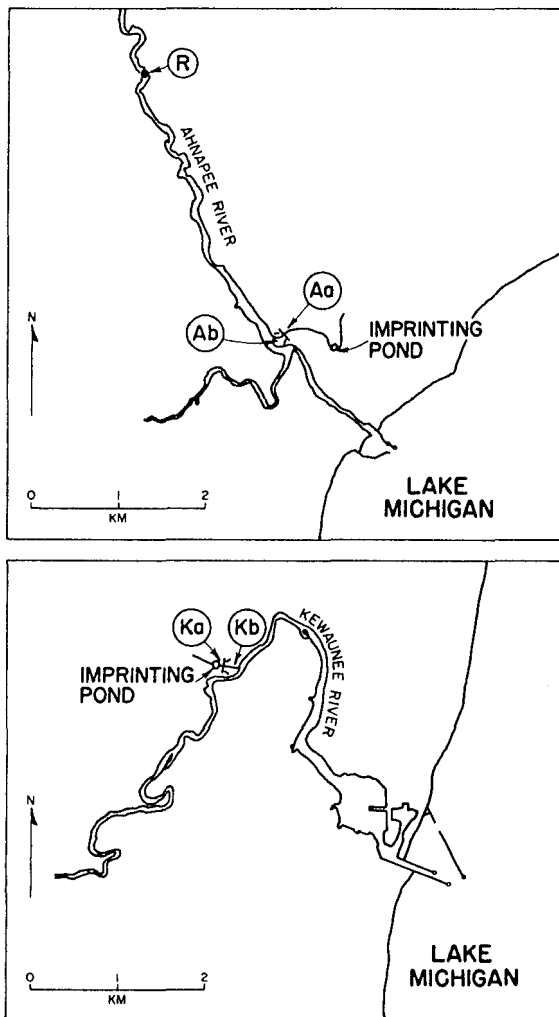 R
AHNAPEE RIVER
Aa
Ab
IMPRINTING
POND
N
LAKE
MICHIGAN
0 1 2
KM
Ka
Kb
KEWAUNEE RIVER
IMPRINTING
POND
N
LAKE
MICHIGAN
0 1 2
KM